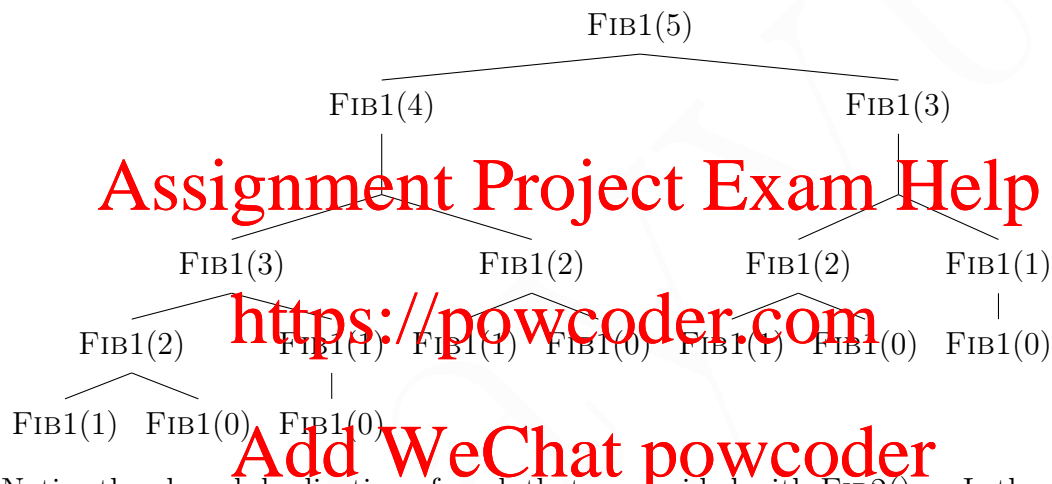 FIB1(5)
FIB1(4) FIB1(3)
Assignment Project Exam Help
FIB1(3) FIB1(2) FIB1(2) FIB1(1)
https://powcoder.com
FIB1(2) FIB1(1) FIB1(1) FIB1(0) FIB1(1) FIB1(0) FIB1(0)
FIB1(1) FIB1(0) FIB1(0)
Add WeChat powcoder